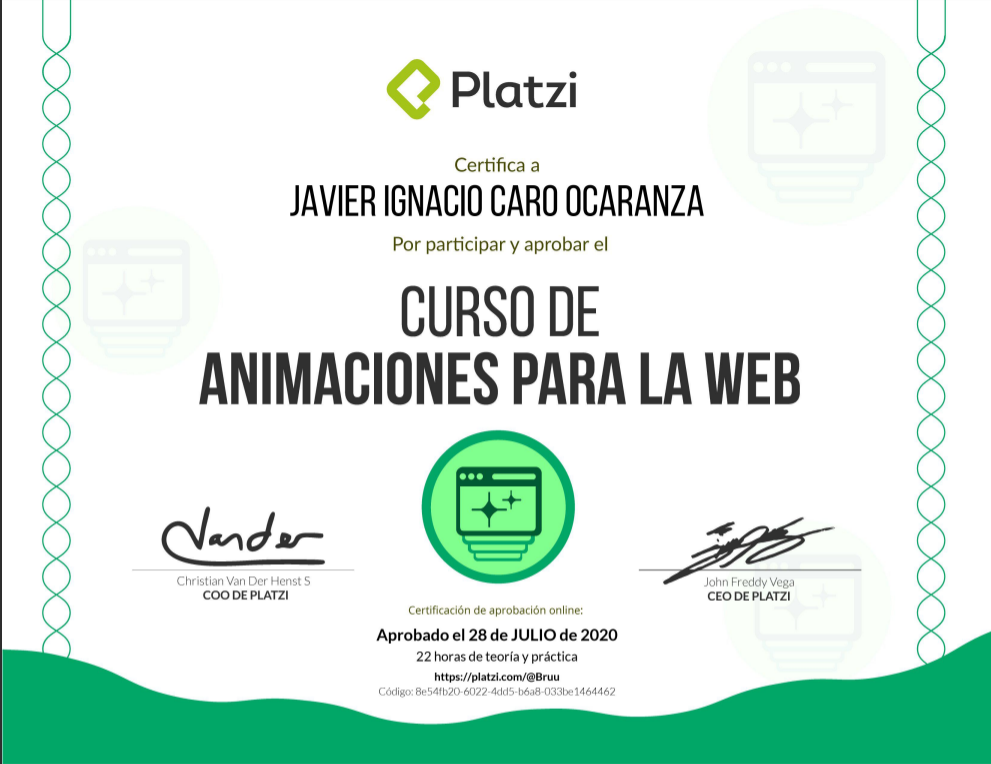 Platzi
Certifica a
JAVIER IGNACIO CARO OCARANZA
Por participar y aprobar el
CURSO DE
ANIMACIONES PARA LA WEB
Vander
Christian Van Der Henst S
COO DE PLATZI
John Freddy Vega
CEO DE PLATZI
Certificación de aprobación online:
Aprobado el 28 de JULIO de 2020
22 horas de teoría y práctica
https://platzi.com/@Bruu
Código: 8e54fb20-6022-4dd5-b6a8-033be1464462